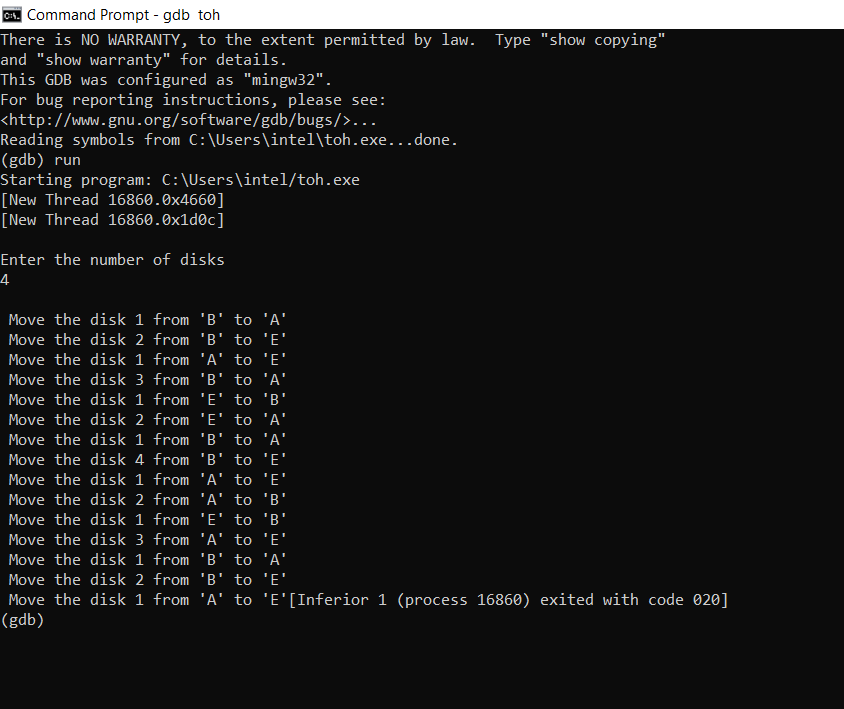 Command Prompt - gdb  toh
There is NO WARRANTY, to the extent permitted by law.  Type "show copying"
and "show warranty" for details.
This GDB was configured as "mingw32".
For bug reporting instructions, please see:
<http://www.gnu.org/software/gdb/bugs/>...
Reading symbols from C:\Users\intel\toh.exe...done.
(gdb) run
Starting program: C:\Users\intel/toh.exe
[New Thread 16860.0x4660]
[New Thread 16860.0x1d0c]
Enter the number of disks
4
Move the disk 1 from 'B' to 'A'
Move the disk 2 from 'B' to 'E'
Move the disk 1 from 'A' to 'E'
Move the disk 3 from 'B' to 'A'
Move the disk 1 from 'E' to 'B'
Move the disk 2 from 'E' to 'A'
Move the disk 1 from 'B' to 'A'
Move the disk 4 from 'B' to 'E'
Move the disk 1 from 'A' to 'E'
Move the disk 2 from 'A' to 'B'
Move the disk 1 from 'E' to 'B'
Move the disk 3 from 'A' to 'E'
Move the disk 1 from 'B' to 'A'
Move the disk 2 from 'B' to 'E'
Move the disk 1 from 'A' to 'E'[Inferior 1 (process 16860) exited with code 020]
(gdb)